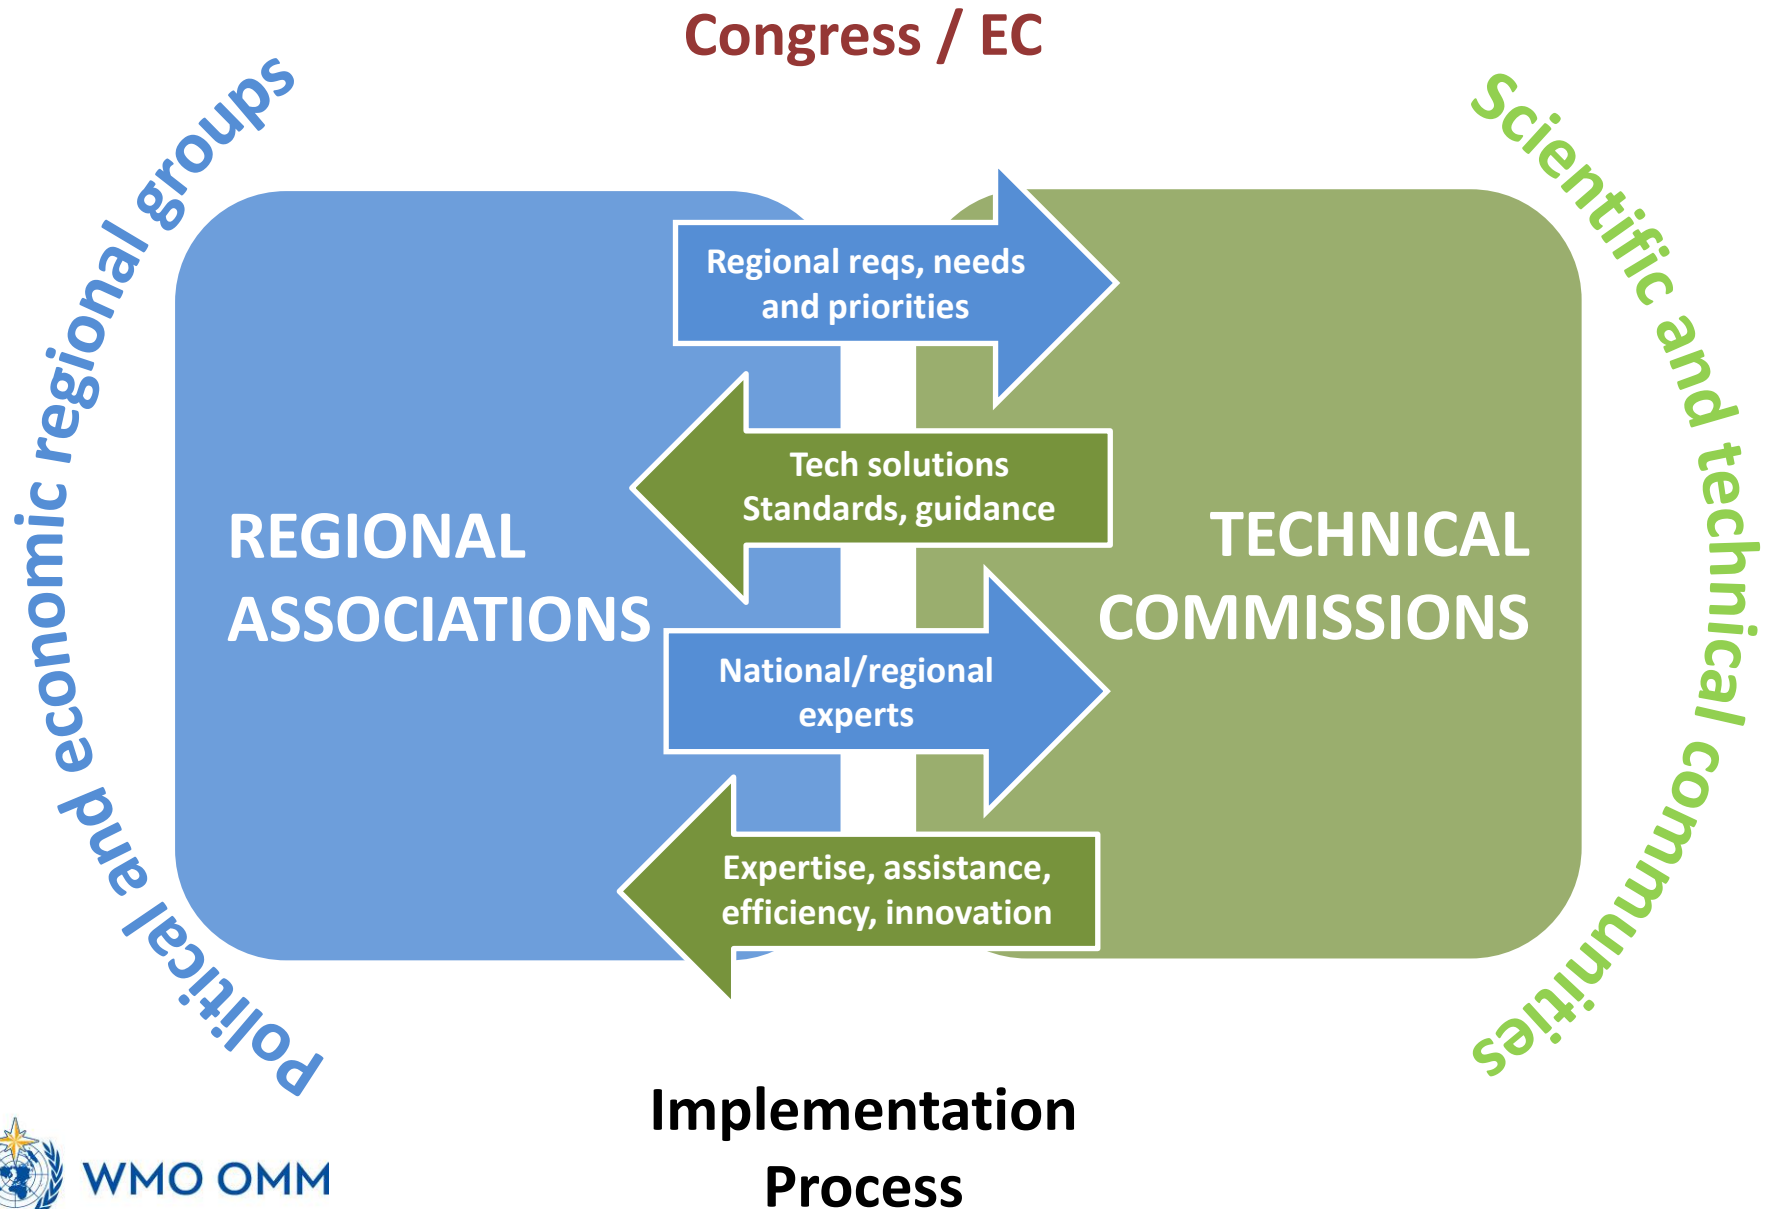 Congress / EC
Political and economic regional groups
Scientific and technical communities
Regional reqs, needs
and priorities
Tech solutions
Standards, guidance
REGIONAL
ASSOCIATIONS
TECHNICAL
COMMISSIONS
National/regional
experts
Expertise, assistance,
efficiency, innovation
Implementation
Process
WMO OMM